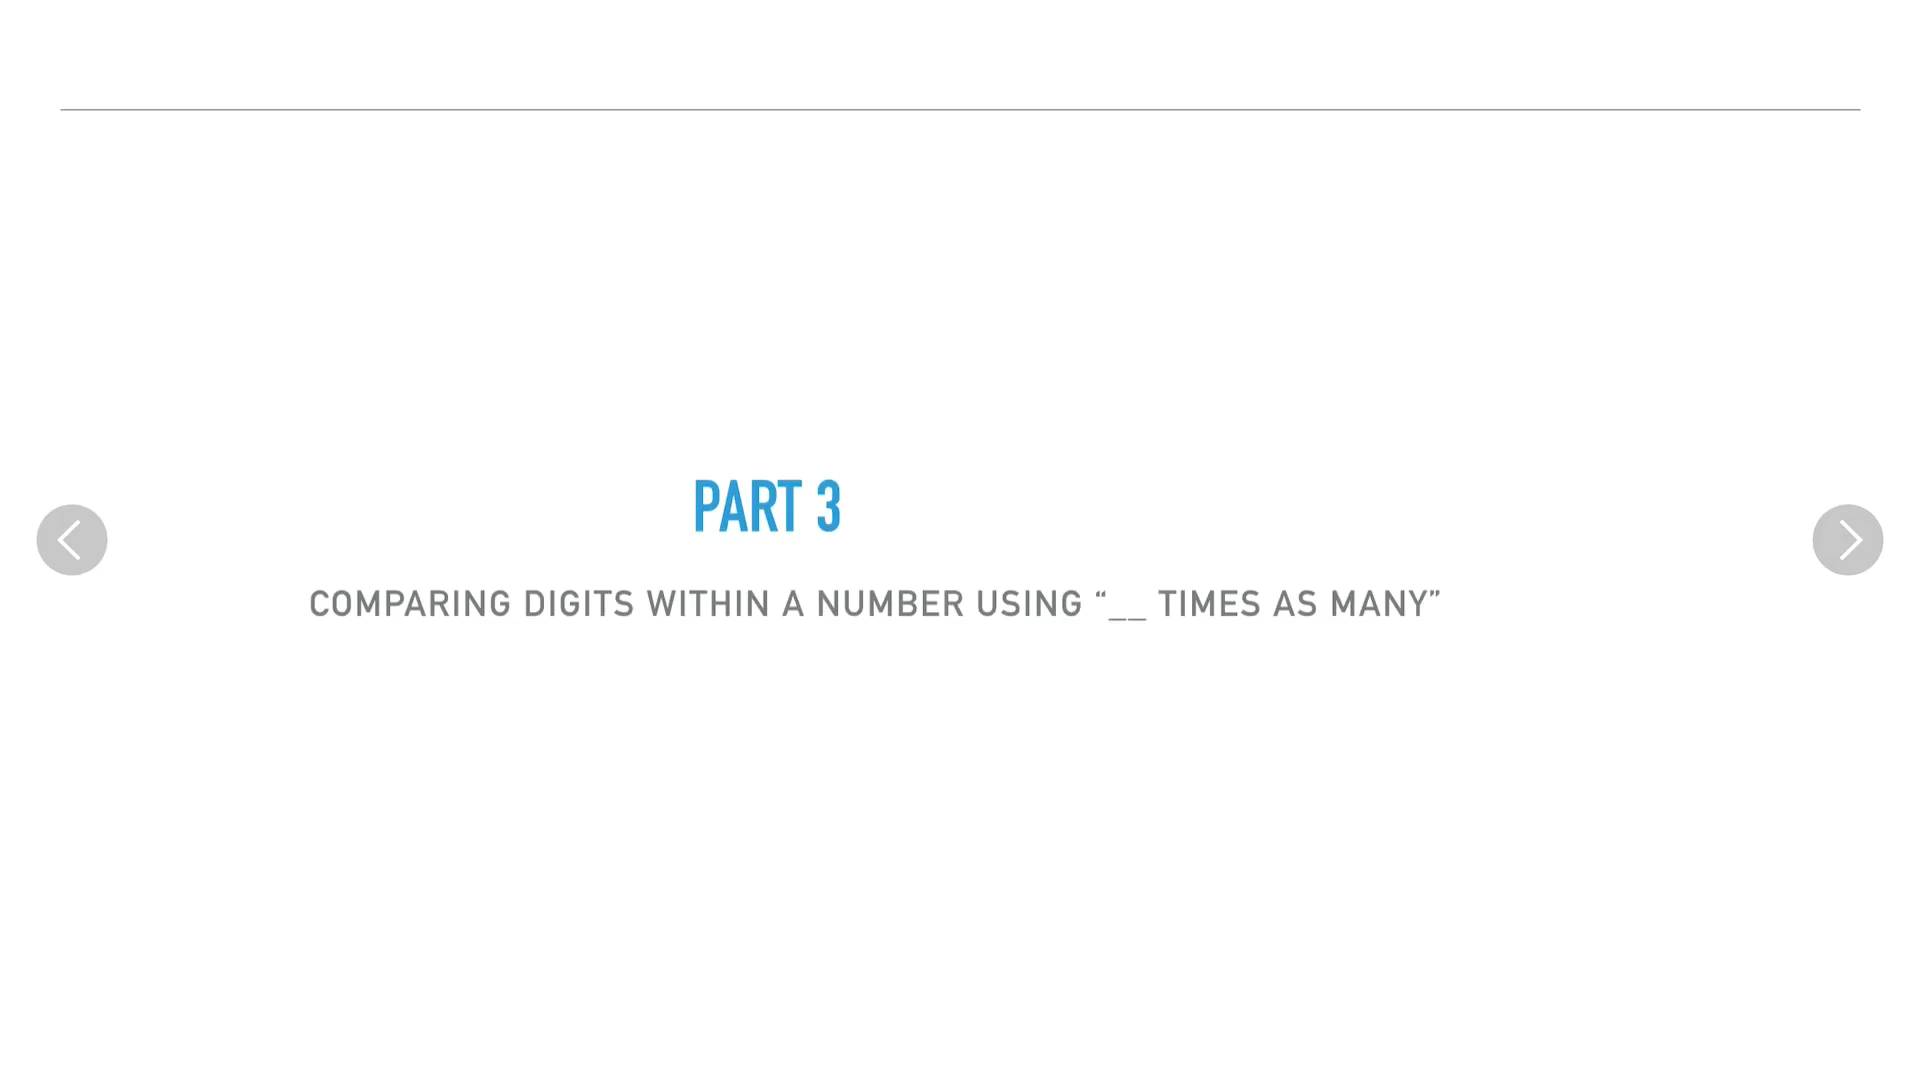 PART 3
COMPARING DIGITS WITHIN A NUMBER USING “__ TIMES AS MANY”